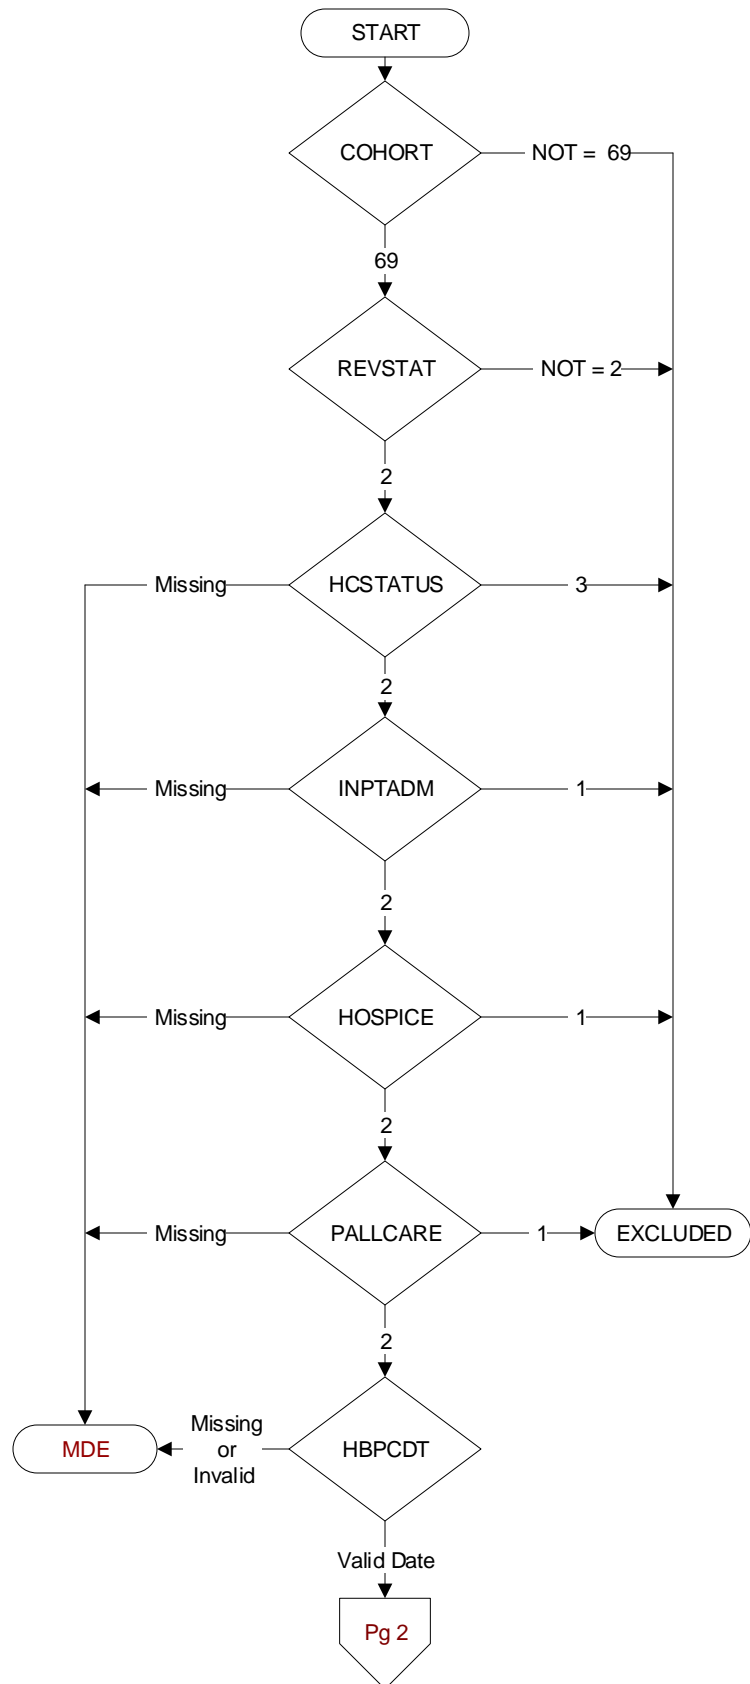 START
COHORT
NOT = 69
69
REVSTAT
NOT = 2
2
Missing
HCSTATUS
3
2
Missing
INPTADM
1
2
Missing
HOSPICE
1
2
Missing
PALLCARE
1
EXCLUDED
2
MDE
Missing
or
Invalid
HBPCDT
Valid Date
Pg 2